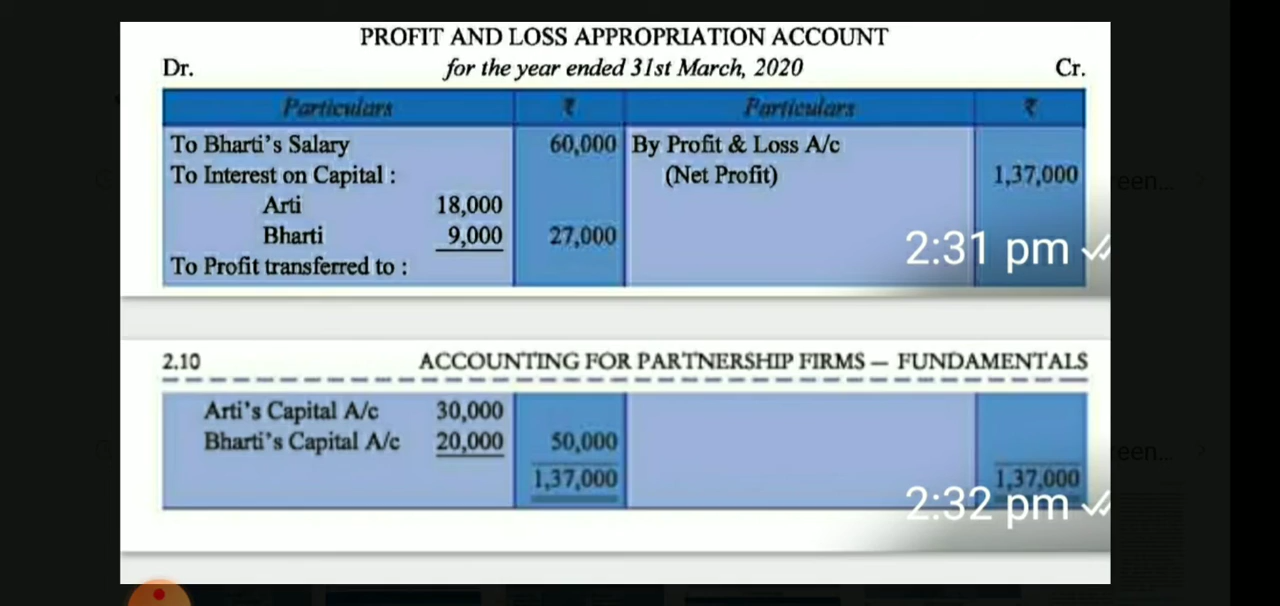 PROFIT AND LOSS APPROPRIATION ACCOUNT
Dr. for the year ended 31st March, 2020 Cr.
Particulars ₹ Particulars ₹
To Bharti's Salary 60,000 By Profit & Loss A/c
To Interest on Capital : (Net Profit) 1,37,000
Arti 18,000
Bharti 9,000 27,000
To Profit transferred to :
2:31 pm
2.10 ACCOUNTING FOR PARTNERSHIP FIRMS — FUNDAMENTALS
Arti's Capital A/c 30,000
Bharti's Capital A/c 20,000 50,000
1,37,000 1,37,000
2:32 pm
een...
een...